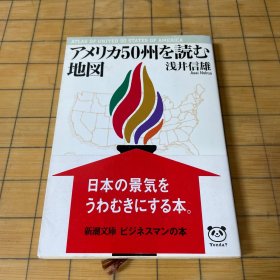 ATLAS OF UNITED 50 STATES OF AMERICA
アメリカ50州を読む
地図
浅井信雄
Asai Nobuo
日本の景気を
うわむきにする本。
新潮文庫 ビジネスマンの本
Yonda?